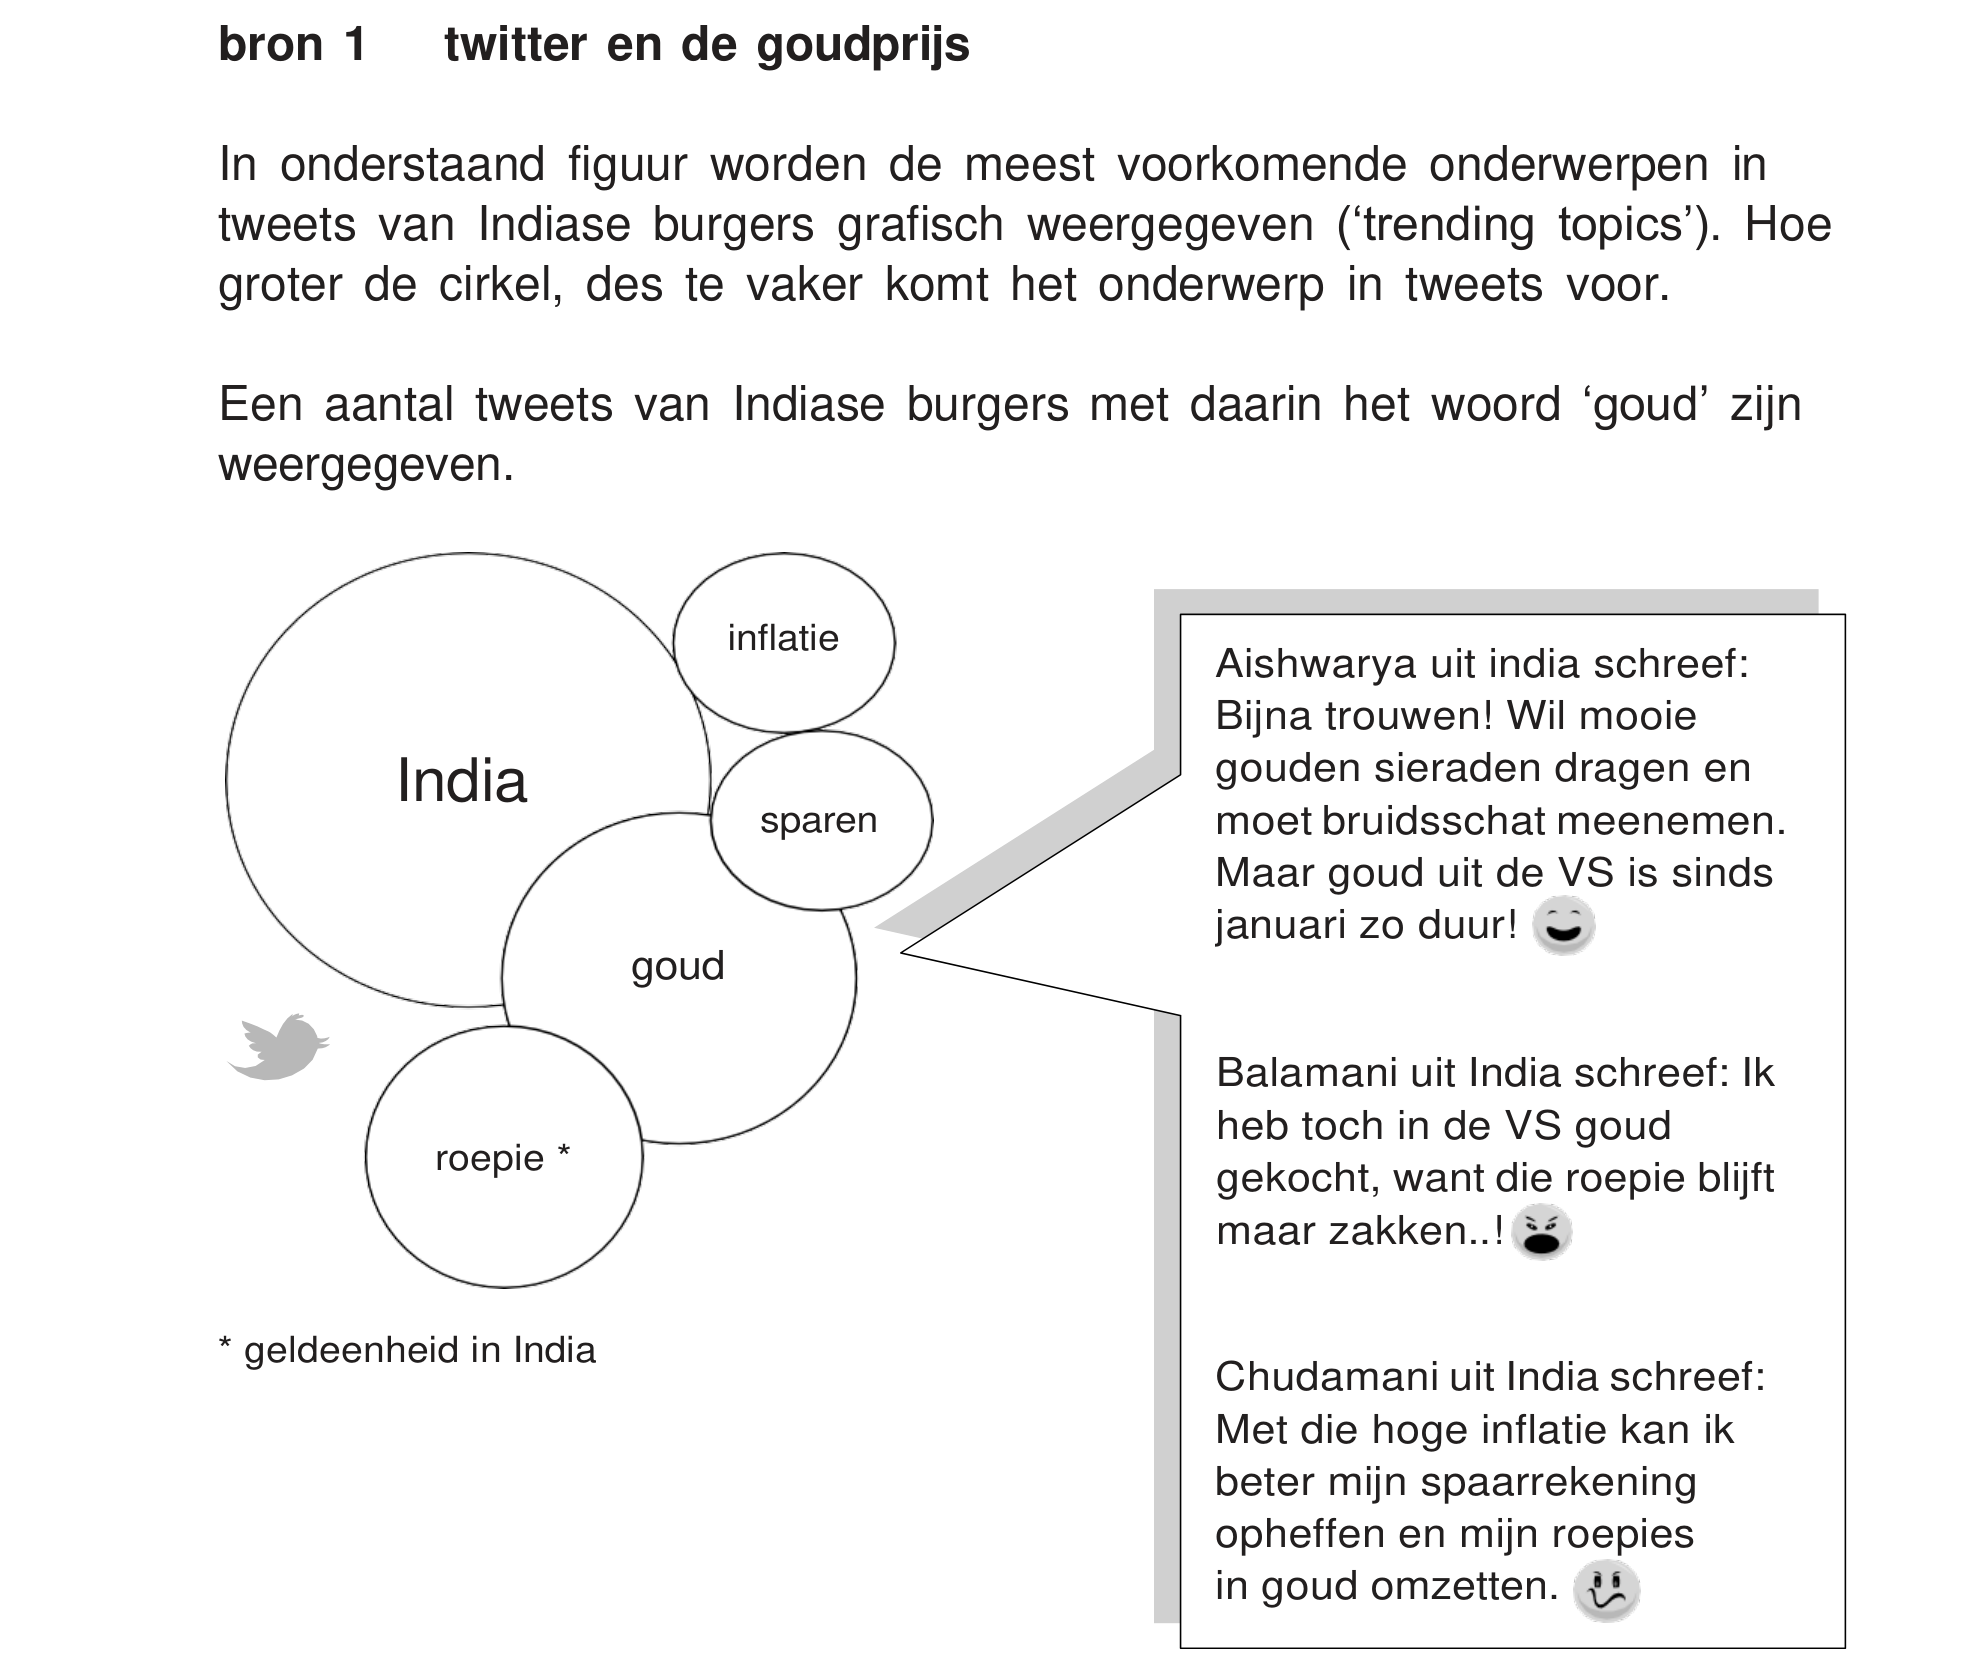 bron 1 twitter en de goudprijs
In onderstaand figuur worden de meest voorkomende onderwerpen in
tweets van Indiase burgers grafisch weergegeven (‘trending topics’). Hoe
groter de cirkel, des te vaker komt het onderwerp in tweets voor.
Een aantal tweets van Indiase burgers met daarin het woord ‘goud’ zijn
weergegeven.
inflatie
India
sparen
goud
roepie *
* geldeenheid in India
Aishwarya uit india schreef:
Bijna trouwen! Wil mooie
gouden sieraden dragen en
moet bruidsschat meenemen.
Maar goud uit de VS is sinds
januari zo duur!
Balamani uit India schreef: Ik
heb toch in de VS goud
gekocht, want die roepie blijft
maar zakken..!
Chudamani uit India schreef:
Met die hoge inflatie kan ik
beter mijn spaarrekening
opheffen en mijn roepies
in goud omzetten.